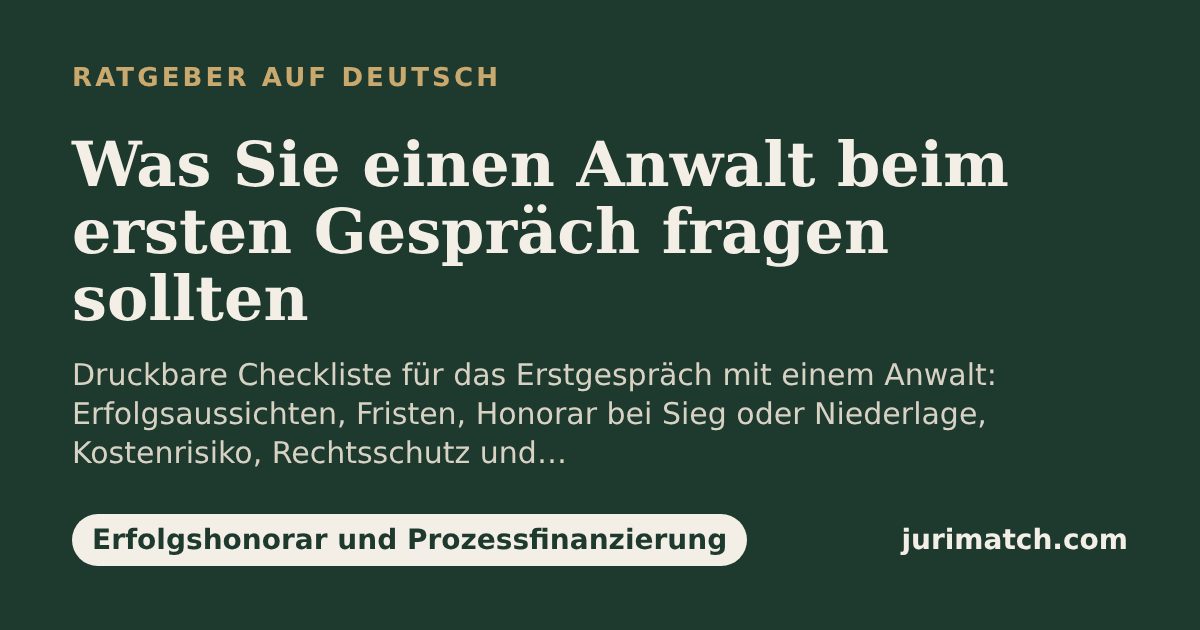 RATGEBER AUF DEUTSCH
Was Sie einen Anwalt beim
ersten Gespräch fragen
sollten
Druckbare Checkliste für das Erstgespräch mit einem Anwalt:
Erfolgsaussichten, Fristen, Honorar bei Sieg oder Niederlage,
Kostenrisiko, Rechtsschutz und…
Erfolgshonorar und Prozessfinanzierung
jurimatch.com